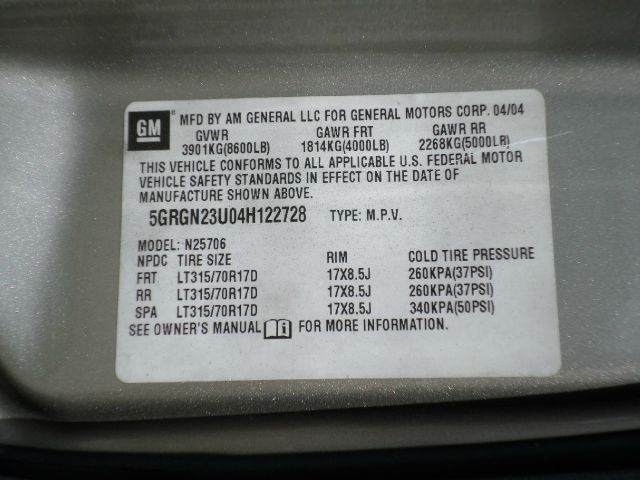 GM
MFD BY AM GENERAL LLC FOR GENERAL MOTORS CORP. 04/04
GVWR GAWR FRT GAWR RR
3901KG(8600LB) 1814KG(4000LB) 2268KG(5000LB)
THIS VEHICLE CONFORMS TO ALL APPLICABLE U.S. FEDERAL MOTOR
VEHICLE SAFETY STANDARDS IN EFFECT ON THE DATE OF
MANUFACTURE SHOWN ABOVE.
5GRGN23U04H122728 TYPE: M.P.V.
MODEL: N25706
NPDC TIRE SIZE RIM COLD TIRE PRESSURE
FRT LT315/70R17D 17X8.5J 260KPA(37PSI)
RR LT315/70R17D 17X8.5J 260KPA(37PSI)
SPA LT315/70R17D 17X8.5J 340KPA(50PSI)
SEE OWNER'S MANUAL i FOR MORE INFORMATION.